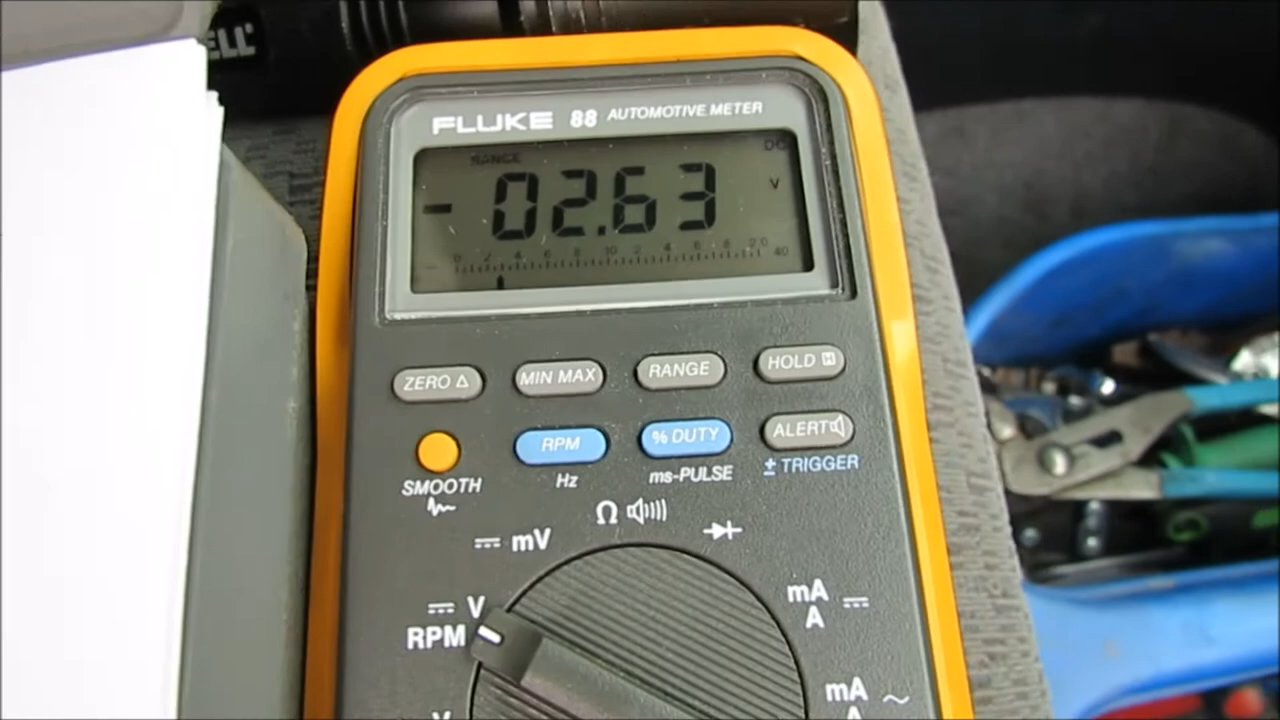 ELL
FLUKE 88 AUTOMOTIVE METER
RANGE DC
- 02.63 V
0 2 4 6 8 10 2 4 6 8 20 40
ZERO Δ MIN MAX RANGE HOLD H
RPM % DUTY ALERT
SMOOTH Hz ms-PULSE ± TRIGGER
Ω
mV
V mA
A
RPM
mA ~
V A